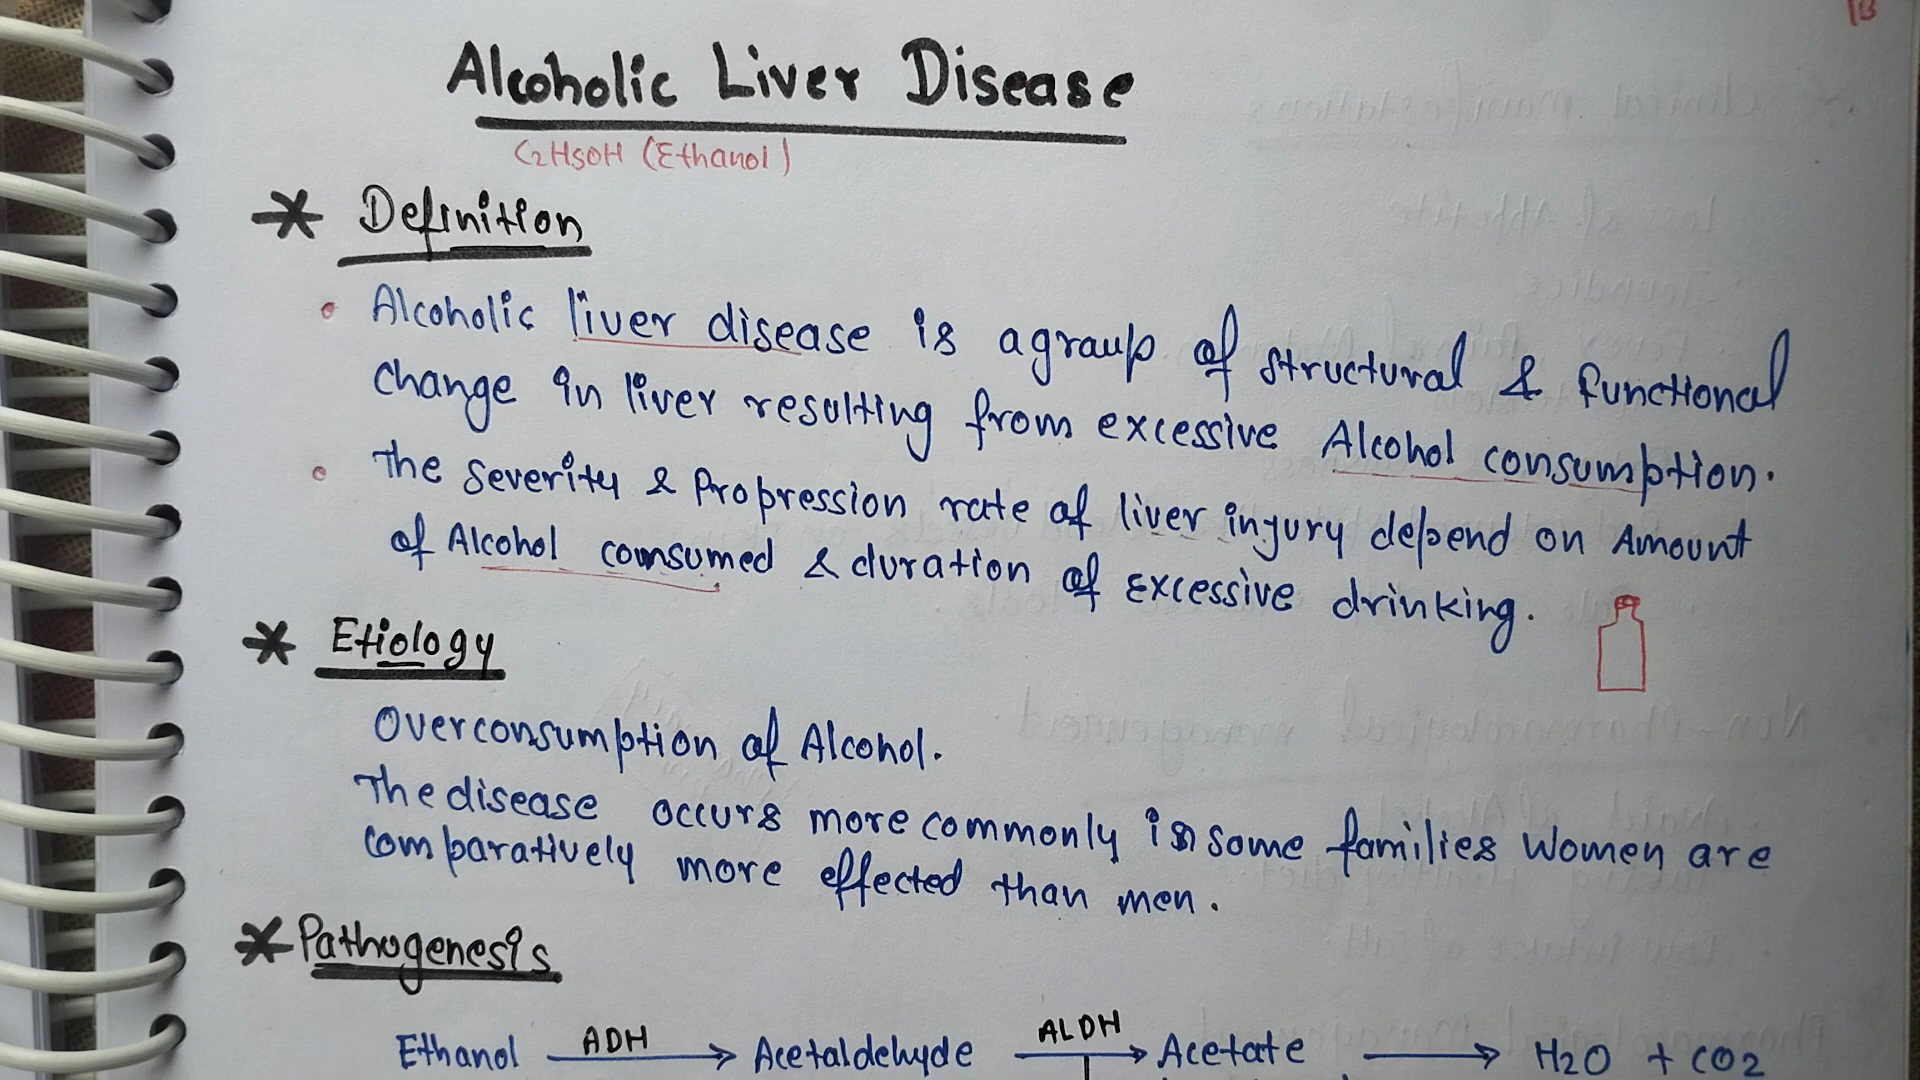 Alcoholic Liver Disease
C2H5OH (Ethanol)
* Definition
• Alcoholic liver disease is a graup of structural & functional
change in liver resulting from excessive Alcohol consumption.
• The severity & Propression rate of liver injury depend on Amount
of Alcohol comsumed & duration of excessive drinking.
* Etiology
Overconsumption of Alcohol.
The disease occurs more commonly in some families women are
comparatively more effected than men.
* Pathogenesis
Ethanol —ADH→ Acetaldehyde —ALDH→ Acetate → H2O + CO2